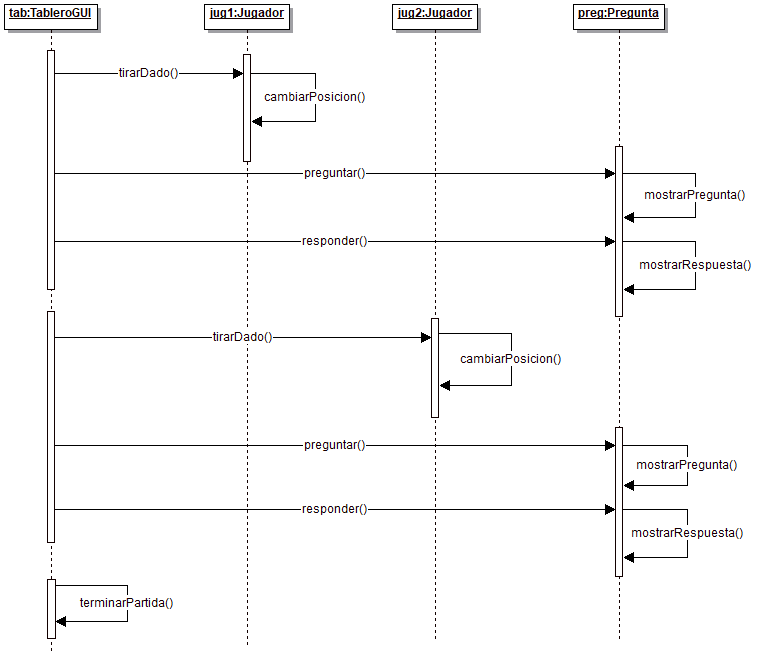 tab:TableroGUI
jug1:Jugador
jug2:Jugador
preg:Pregunta
tirarDado()
cambiarPosicion()
preguntar()
mostrarPregunta()
responder()
mostrarRespuesta()
tirarDado()
cambiarPosicion()
preguntar()
mostrarPregunta()
responder()
mostrarRespuesta()
terminarPartida()